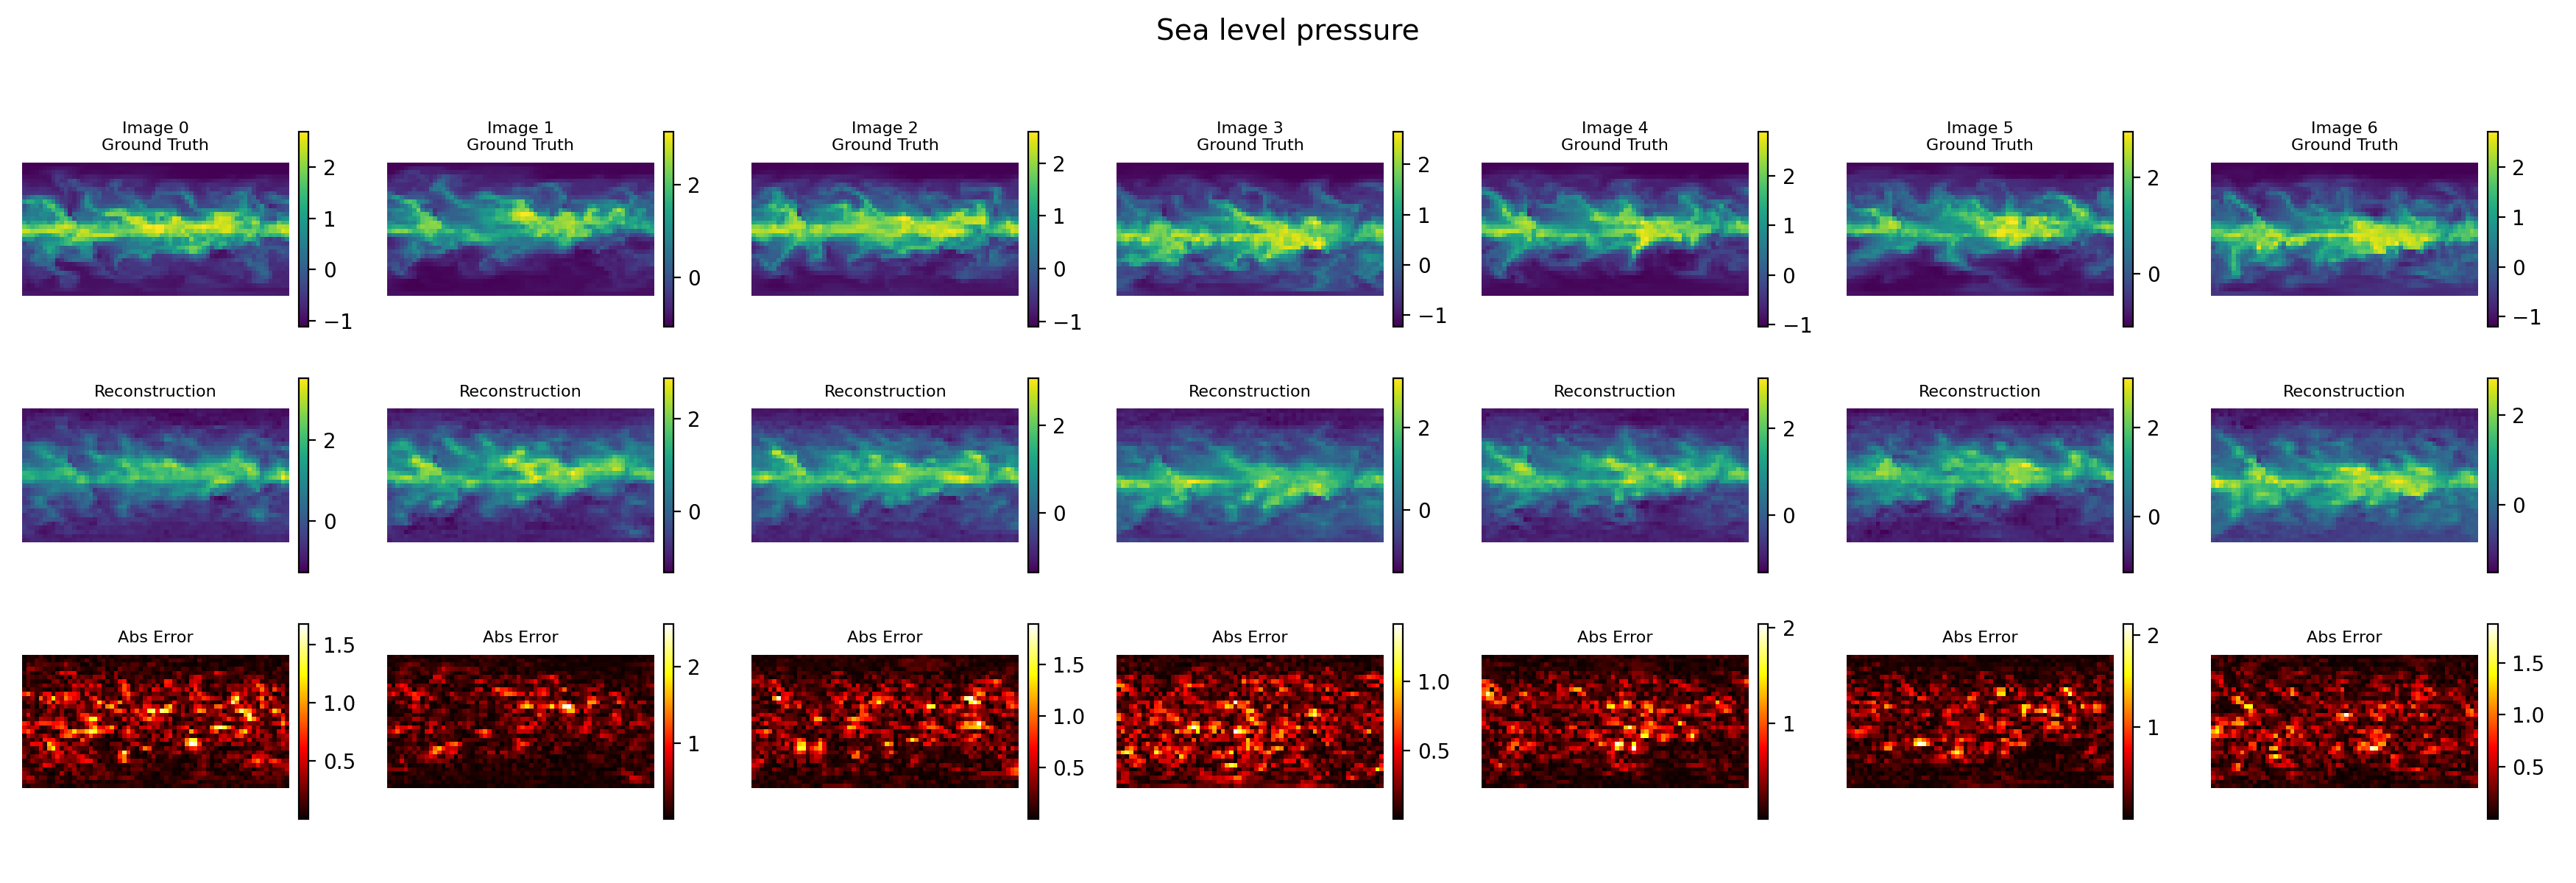 Sea level pressure
Image 0
Ground Truth
2
1
0
−1
Image 1
Ground Truth
2
0
Image 2
Ground Truth
2
1
0
−1
Image 3
Ground Truth
2
1
0
−1
Image 4
Ground Truth
2
1
0
−1
Image 5
Ground Truth
2
0
Image 6
Ground Truth
2
1
0
−1
Reconstruction
2
0
Reconstruction
2
0
Reconstruction
2
0
Reconstruction
2
0
Reconstruction
2
0
Reconstruction
2
0
Reconstruction
2
0
Abs Error
1.5
1.0
0.5
Abs Error
2
1
Abs Error
1.5
1.0
0.5
Abs Error
1.0
0.5
Abs Error
2
1
Abs Error
2
1
Abs Error
1.5
1.0
0.5